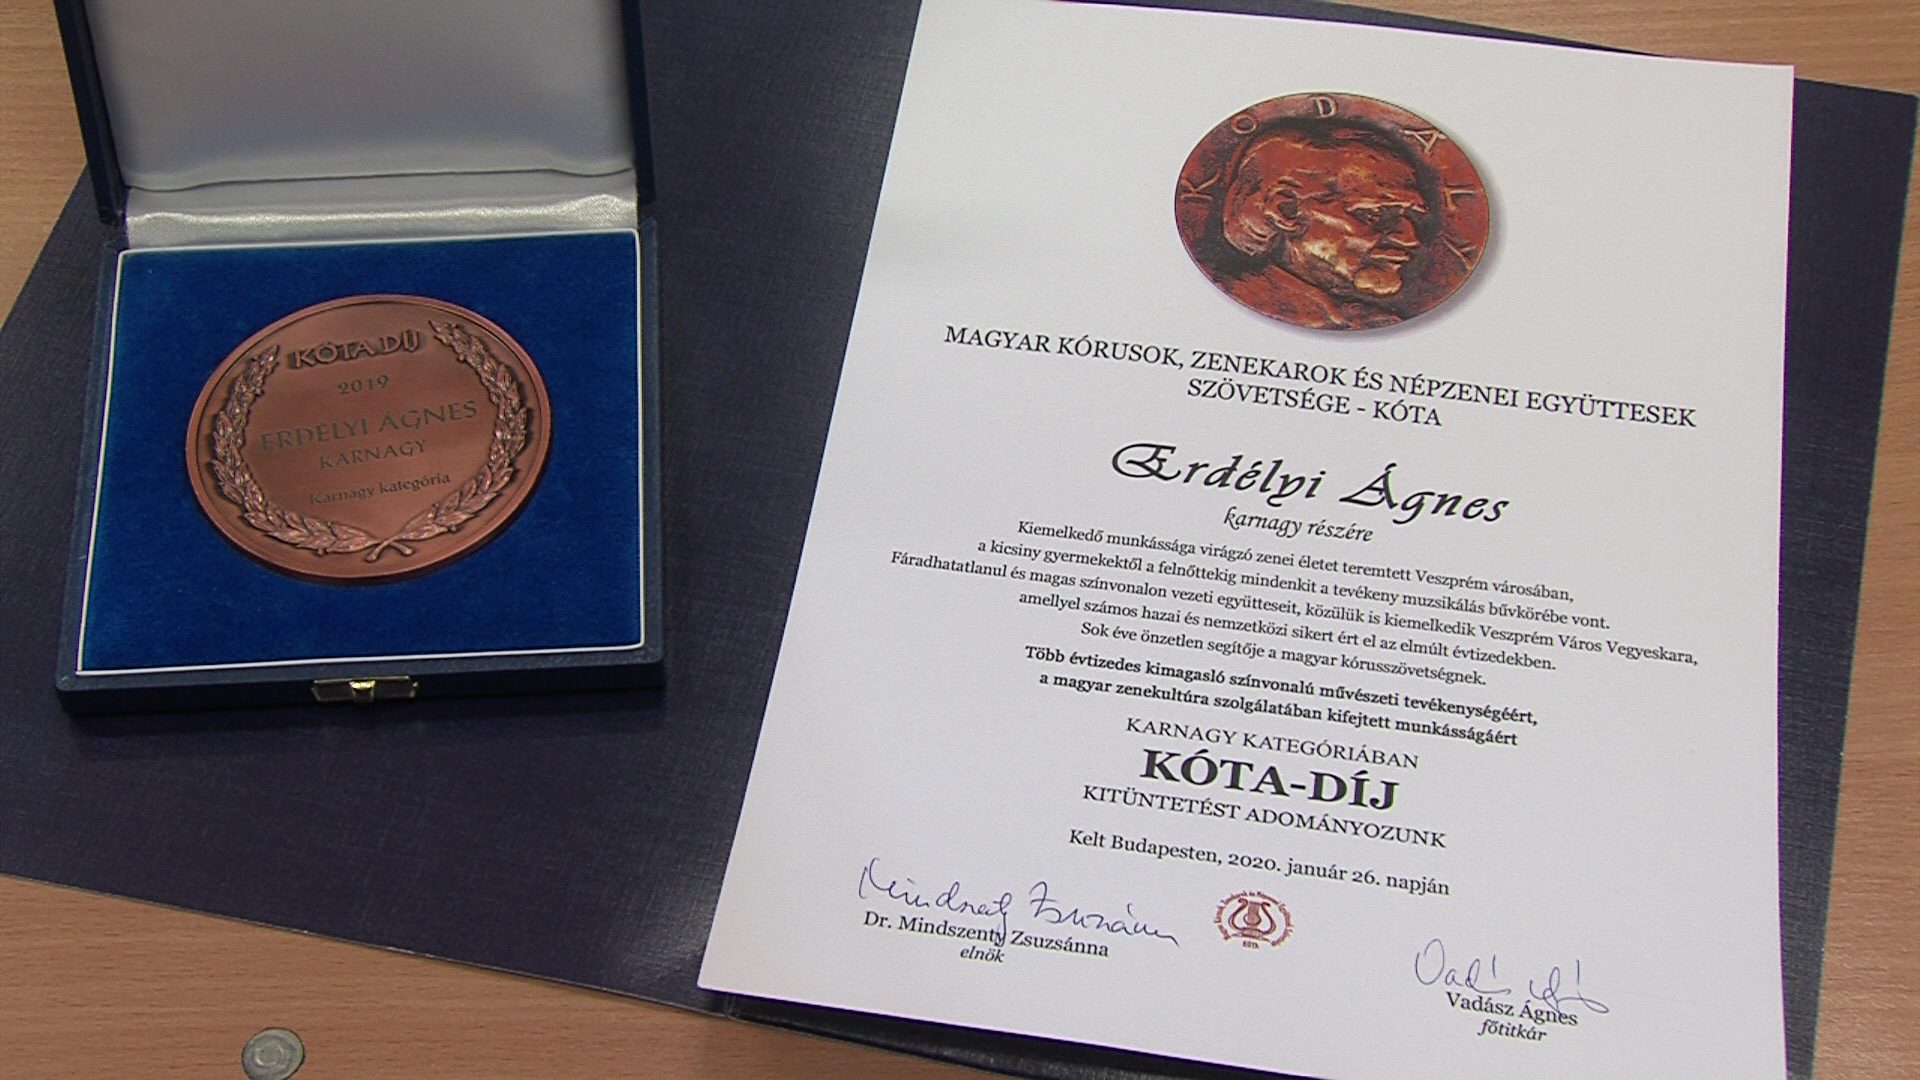 KÓTA DÍJ
2019
ERDÉLYI ÁGNES
KARNAGY
Karnagy kategória
KODÁLY
MAGYAR KÓRUSOK, ZENEKAROK ÉS NÉPZENEI EGYÜTTESEK
SZÖVETSÉGE - KÓTA
Erdélyi Ágnes
karnagy részére
Kiemelkedő munkássága virágzó zenei életet teremtett Veszprém városában,
a kicsiny gyermekektől a felnőttekig mindenkit a tevékeny muzsikálás bűvkörébe vont.
Fáradhatatlanul és magas színvonalon vezeti együtteseit, közülük is kiemelkedik Veszprém Város Vegyeskara,
amellyel számos hazai és nemzetközi sikert ért el az elmúlt évtizedekben.
Sok éve önzetlen segítője a magyar kórusszövetségnek.
Több évtizedes kimagasló színvonalú művészeti tevékenységéért,
a magyar zenekultúra szolgálatában kifejtett munkásságáért
KARNAGY KATEGÓRIÁBAN
KÓTA-DÍJ
KITÜNTETÉST ADOMÁNYOZUNK
Kelt Budapesten, 2020. január 26. napján
Mindszenty Zsuzsánna
Dr. Mindszenty Zsuzsánna
elnök
KÓTA
Vadász Ágnes
főtitkár